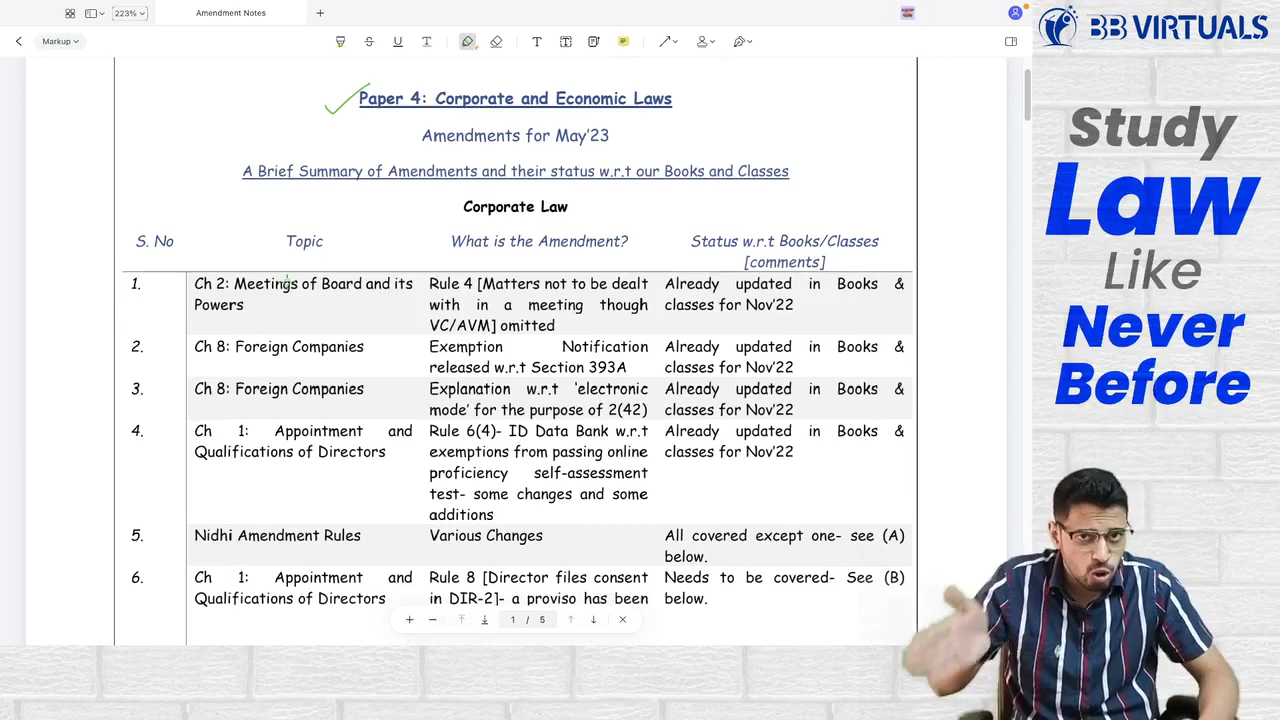 223%
Amendment Notes
BB VIRTUALS
Markup
Paper 4: Corporate and Economic Laws
Amendments for May'23
A Brief Summary of Amendments and their status w.r.t our Books and Classes
Corporate Law
S. No Topic What is the Amendment? Status w.r.t Books/Classes
[comments]
1. Ch 2: Meetings of Board and its Rule 4 [Matters not to be dealt Already updated in Books &
Powers with in a meeting though classes for Nov'22
VC/AVM] omitted
2. Ch 8: Foreign Companies Exemption Notification Already updated in Books &
released w.r.t Section 393A classes for Nov'22
3. Ch 8: Foreign Companies Explanation w.r.t 'electronic Already updated in Books &
mode' for the purpose of 2(42) classes for Nov'22
4. Ch 1: Appointment and Rule 6(4)- ID Data Bank w.r.t Already updated in Books &
Qualifications of Directors exemptions from passing online classes for Nov'22
proficiency self-assessment
test- some changes and some
additions
5. Nidhi Amendment Rules Various Changes All covered except one- see (A)
below.
6. Ch 1: Appointment and Rule 8 [Director files consent Needs to be covered- See (B)
Qualifications of Directors in DIR-2]- a proviso has been below.
1 / 5
Study
Law
Like
Never
Before